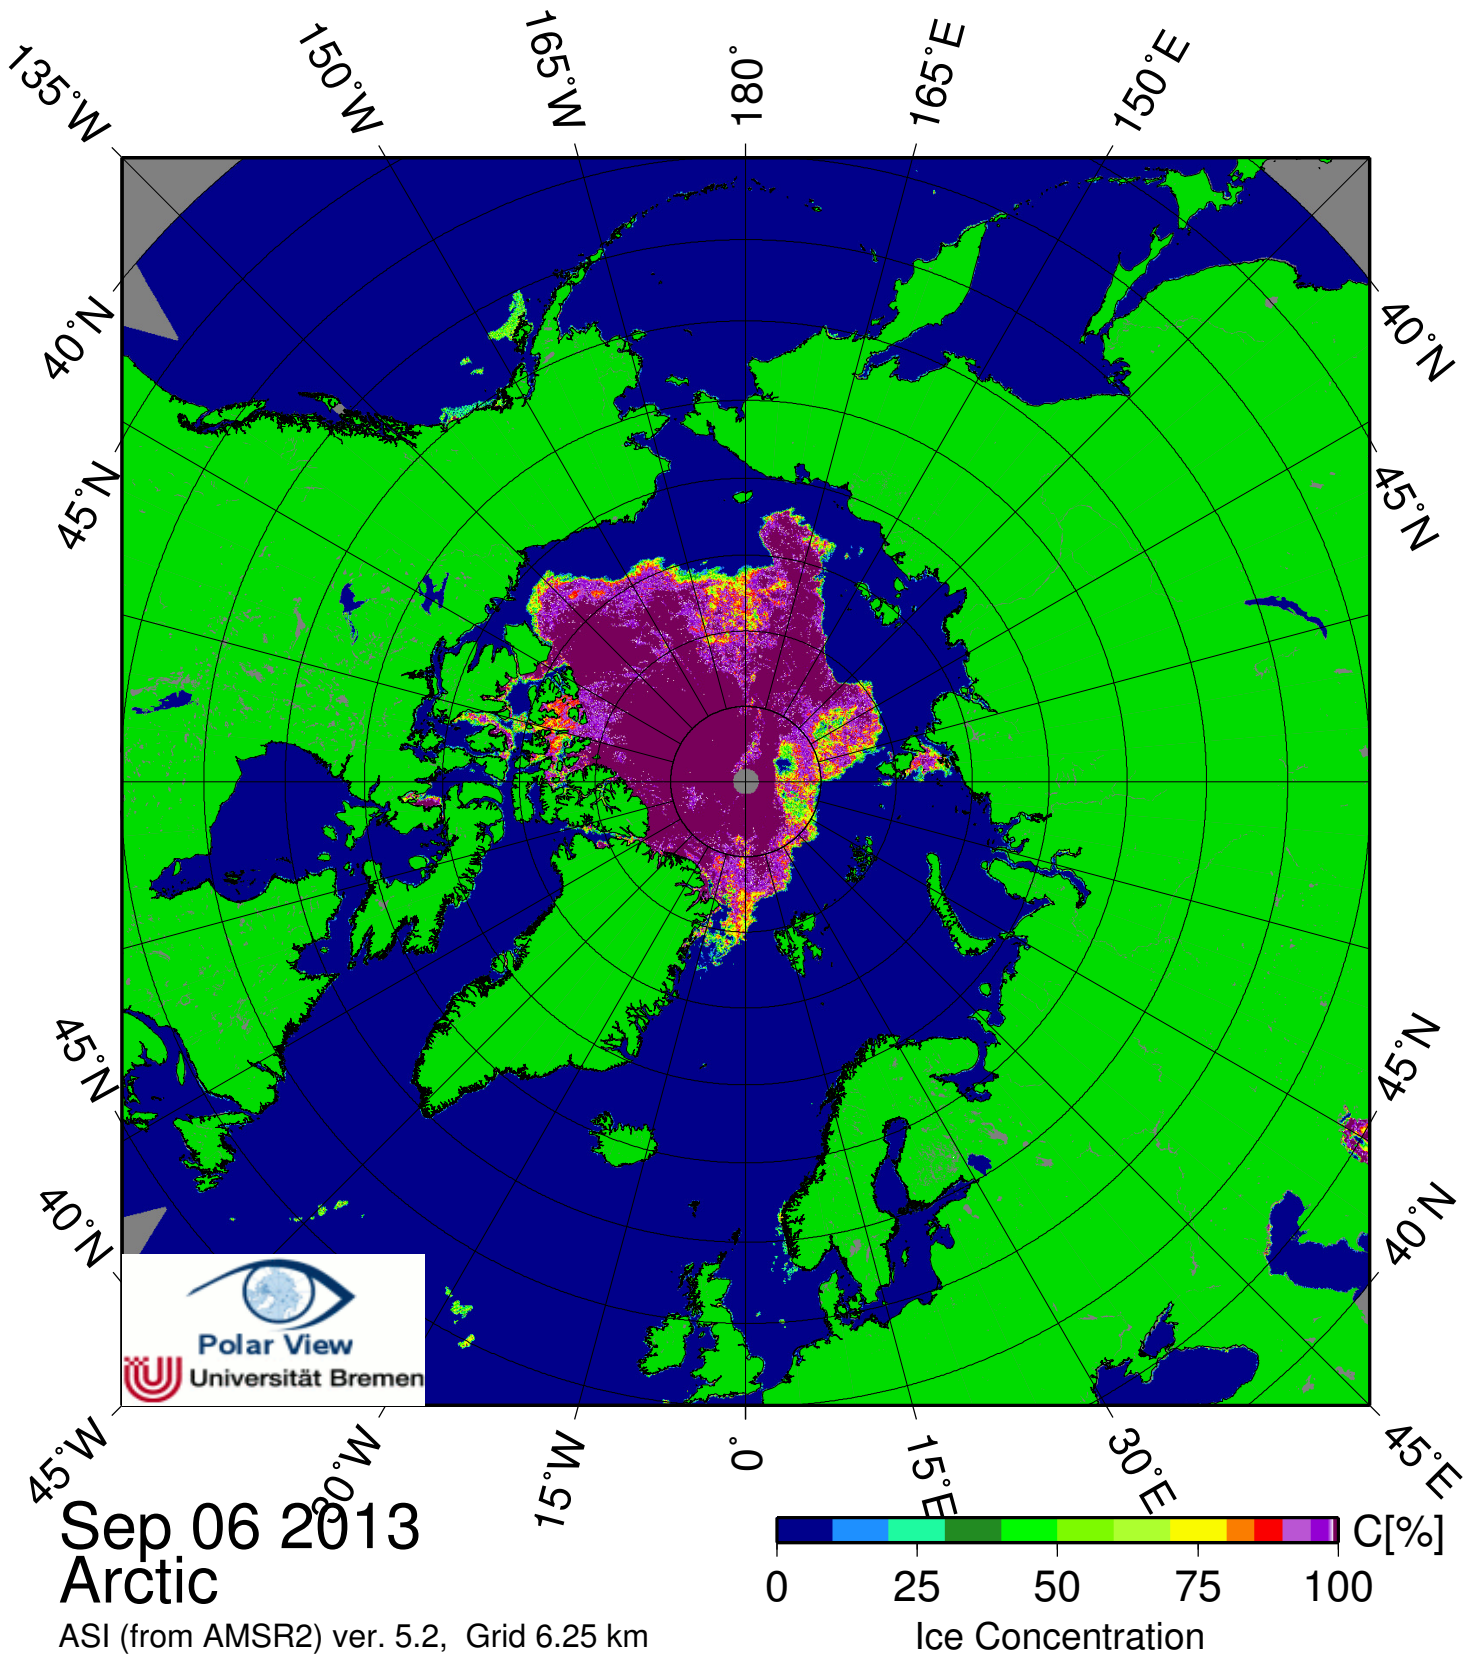 135°W
150°W
165°W
180°
165°E
150°E
40°N
40°N
45°N
45°N
45°N
45°N
40°N
40°N
Polar View
Universität Bremen
45°W
30°W
15°W
0°
15°E
30°E
45°E
Sep 06 2013
Arctic
ASI (from AMSR2) ver. 5.2, Grid 6.25 km
C[%]
0 25 50 75 100
Ice Concentration